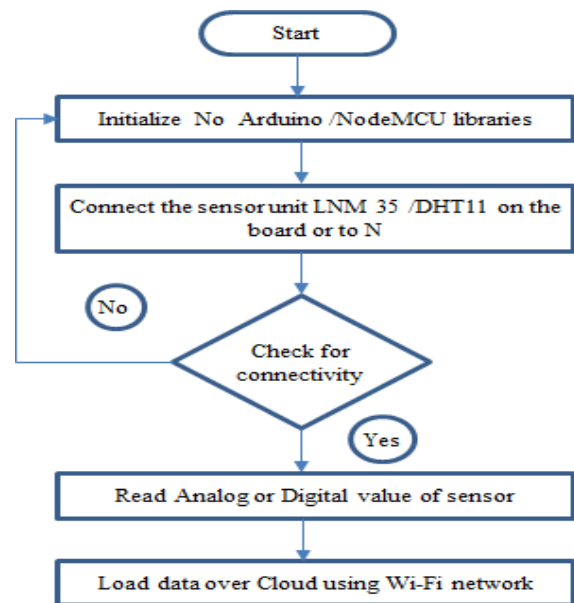 Start
Initialize No Arduino /NodeMCU libraries
Connect the sensor unit LNM 35 /DHT11 on the
board or to N
No
Check for
connectivity
Yes
Read Analog or Digital value of sensor
Load data over Cloud using Wi-Fi network